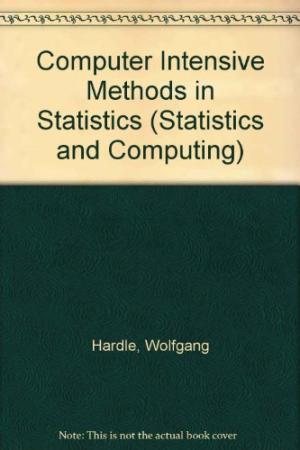 Computer Intensive
Methods in
Statistics (Statistics
and Computing)
Hardle, Wolfgang
Note: This is not the actual book cover